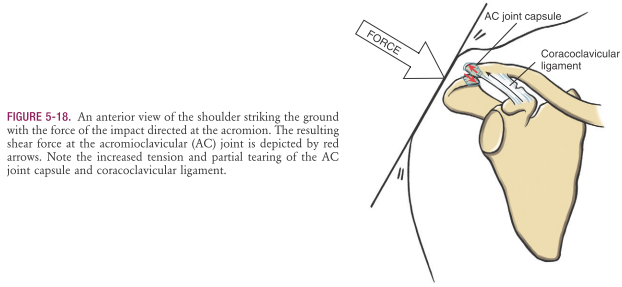 AC joint capsule
FORCE
Coracoclavicular
ligament
FIGURE 5-18. An anterior view of the shoulder striking the ground
with the force of the impact directed at the acromion. The resulting
shear force at the acromioclavicular (AC) joint is depicted by red
arrows. Note the increased tension and partial tearing of the AC
joint capsule and coracoclavicular ligament.